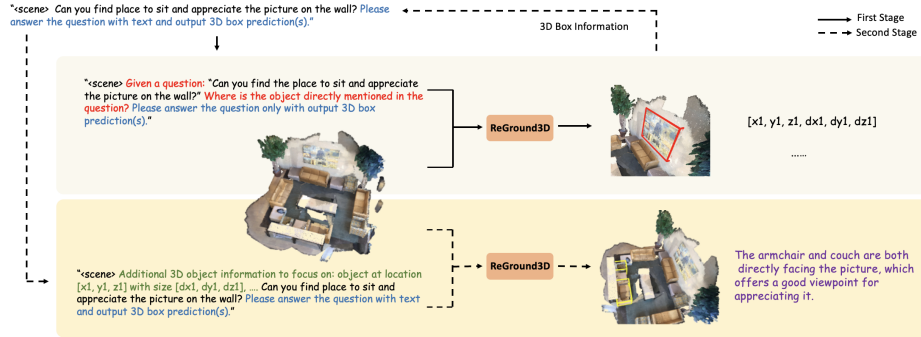 "<scene> Can you find place to sit and appreciate the picture on the wall? Please
answer the question with text and output 3D box prediction(s)."
3D Box Information
First Stage
Second Stage
"<scene> Given a question: "Can you find the place to sit and appreciate
the picture on the wall?" Where is the object directly mentioned in the
question? Please answer the question only with output 3D box
prediction(s)."
ReGround3D
[x1, y1, z1, dx1, dy1, dz1]
......
"<scene> Additional 3D object information to focus on: object at location
[x1, y1, z1] with size [dx1, dy1, dz1], .... Can you find place to sit and
appreciate the picture on the wall? Please answer the question with text
and output 3D box prediction(s)."
ReGround3D
The armchair and couch are both
directly facing the picture, which
offers a good viewpoint for
appreciating it.